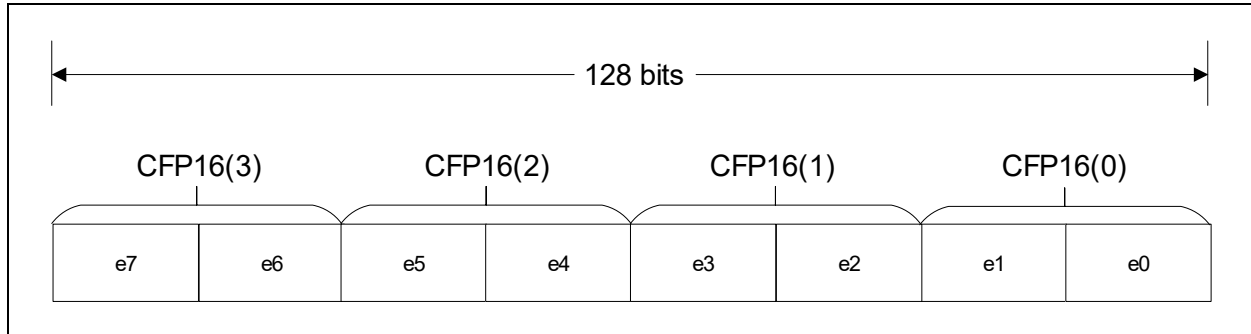 128 bits
CFP16(3) CFP16(2) CFP16(1) CFP16(0)
e7 e6 e5 e4 e3 e2 e1 e0